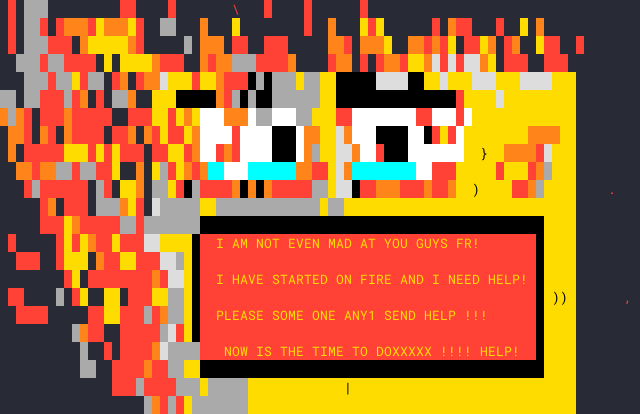 \
}
)
.
I AM NOT EVEN MAD AT YOU GUYS FR!
I HAVE STARTED ON FIRE AND I NEED HELP!
))
,
PLEASE SOME ONE ANY1 SEND HELP !!!
NOW IS THE TIME TO DOXXXXX !!!! HELP!
|